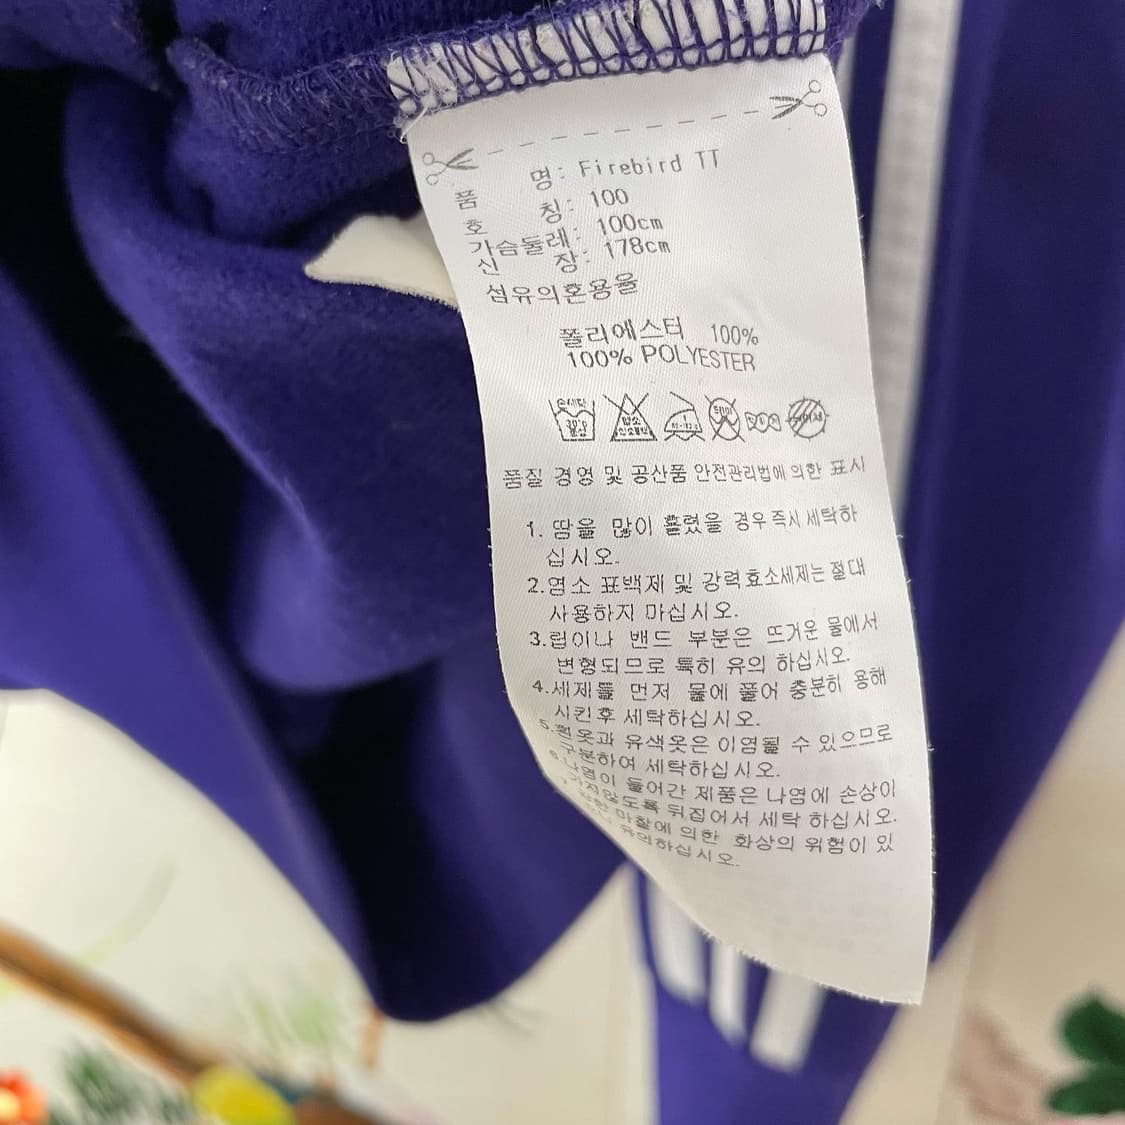 품 명: Firebird TT
호 칭: 100
가슴둘레: 100cm
신 장: 178cm
섬유의혼용율
폴리에스터 100%
100% POLYESTER
품질 경영 및 공산품 안전관리법에 의한 표시
1. 땀을 많이 흘렸을 경우 즉시 세탁하
십시오.
2.염소 표백제 및 강력효소세제는 절대
사용하지 마십시오.
3.립이나 밴드 부분은 뜨거운 물에서
변형되므로 특히 유의 하십시오.
4.세제를 먼저 물에 풀어 충분히 용해
시킨후 세탁하십시오.
5.흰옷과 유색옷은 이염될 수 있으므로
구분하여 세탁하십시오.
6.나염이 들어간 제품은 나염에 손상이
가지않도록 뒤집어서 세탁 하십시오.
마찰에 의한 화상의 위험이 있
유의하십시오.